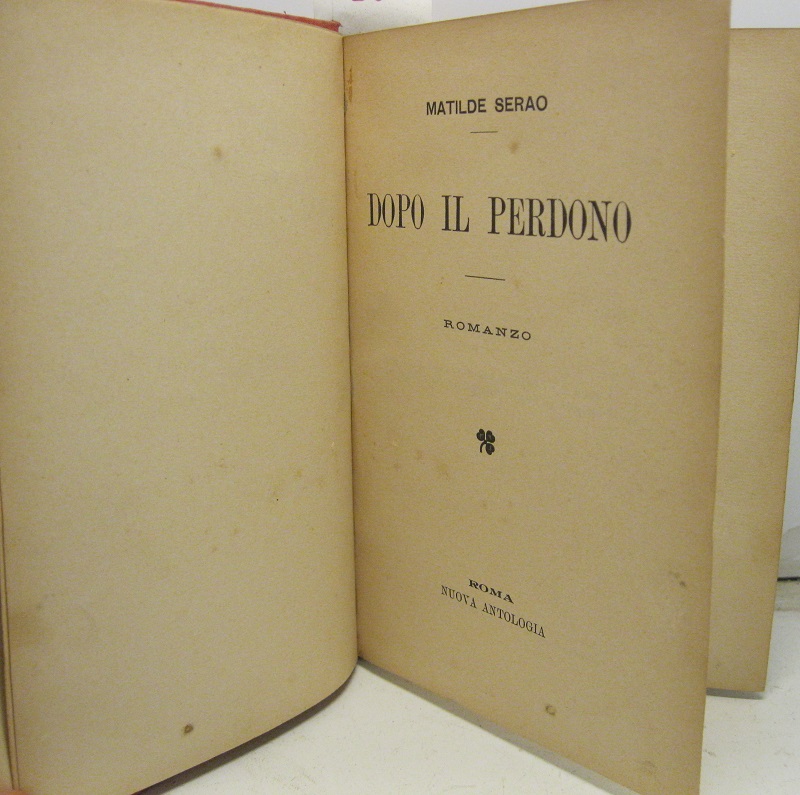 MATILDE SERAO
DOPO IL PERDONO
ROMANZO
ROMA
NUOVA ANTOLOGIA